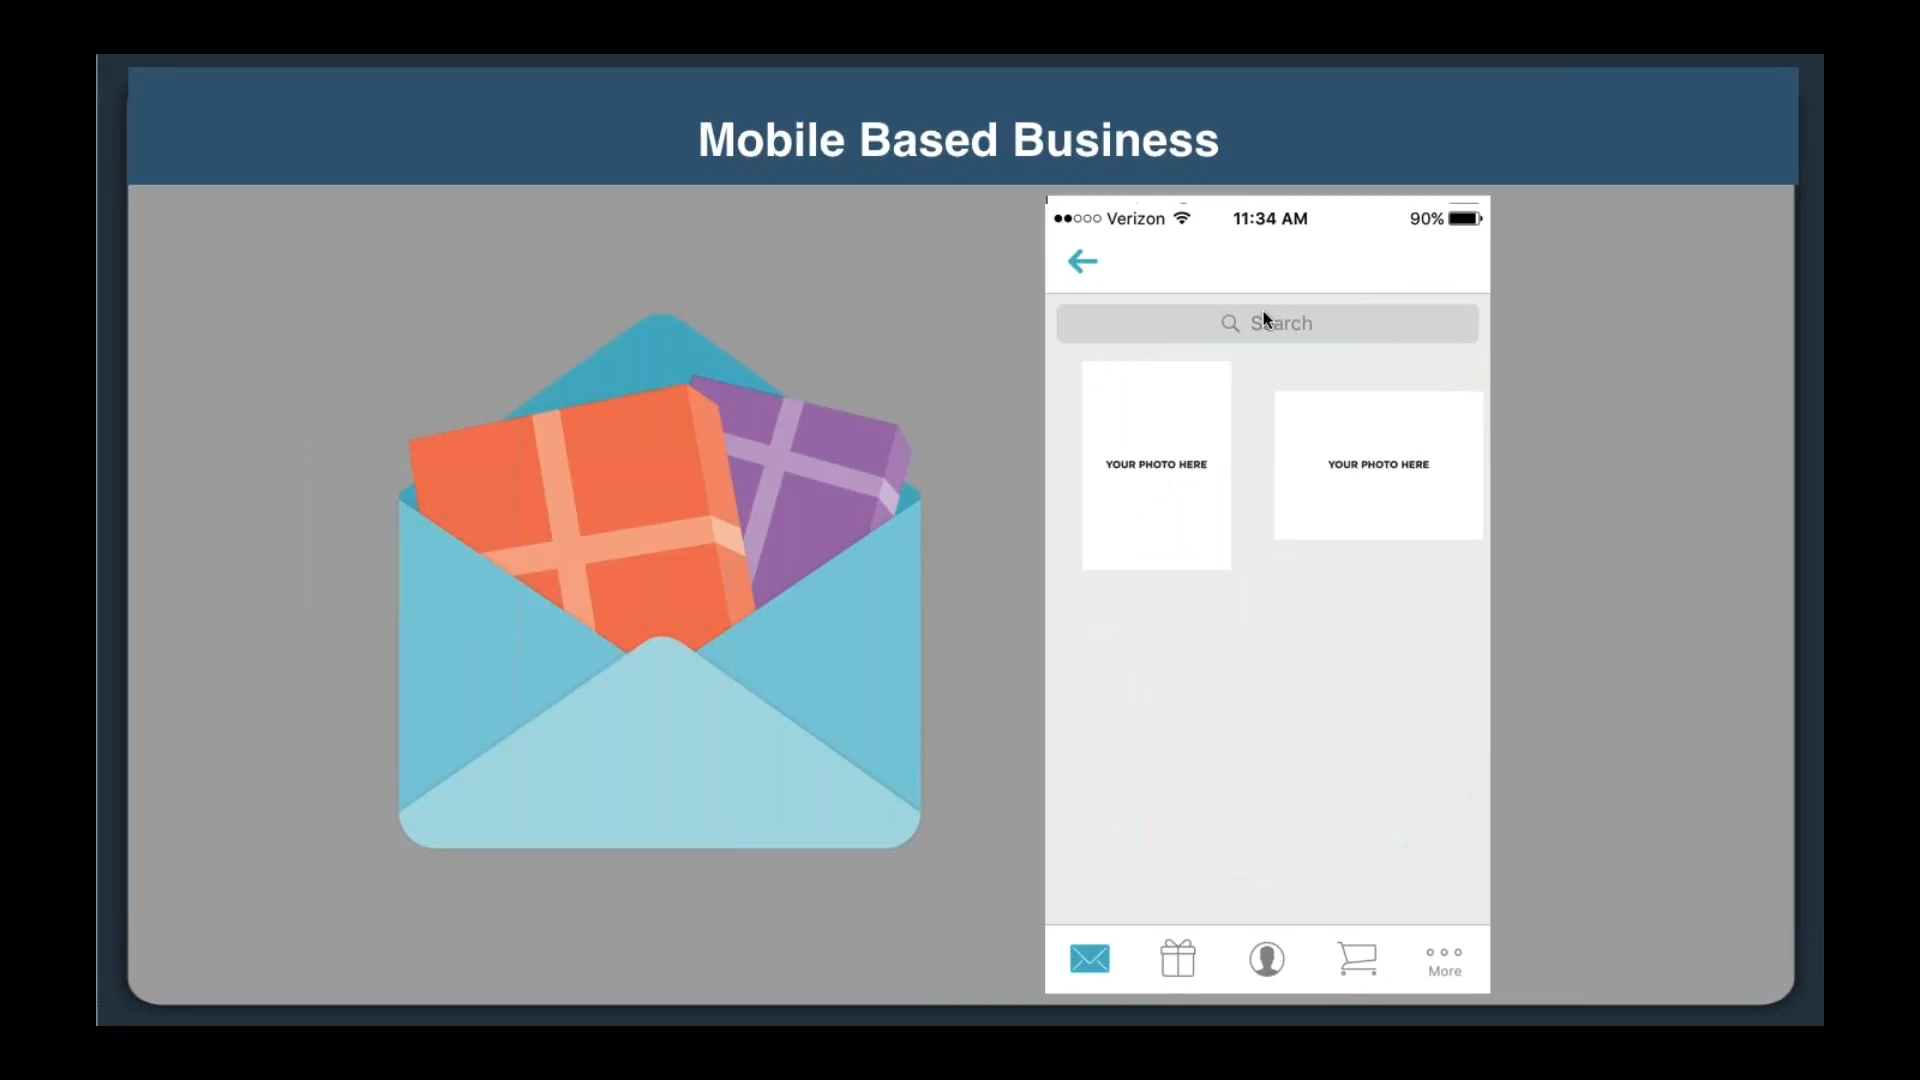 Mobile Based Business
Verizon 11:34 AM 90%
Search
YOUR PHOTO HERE YOUR PHOTO HERE
More